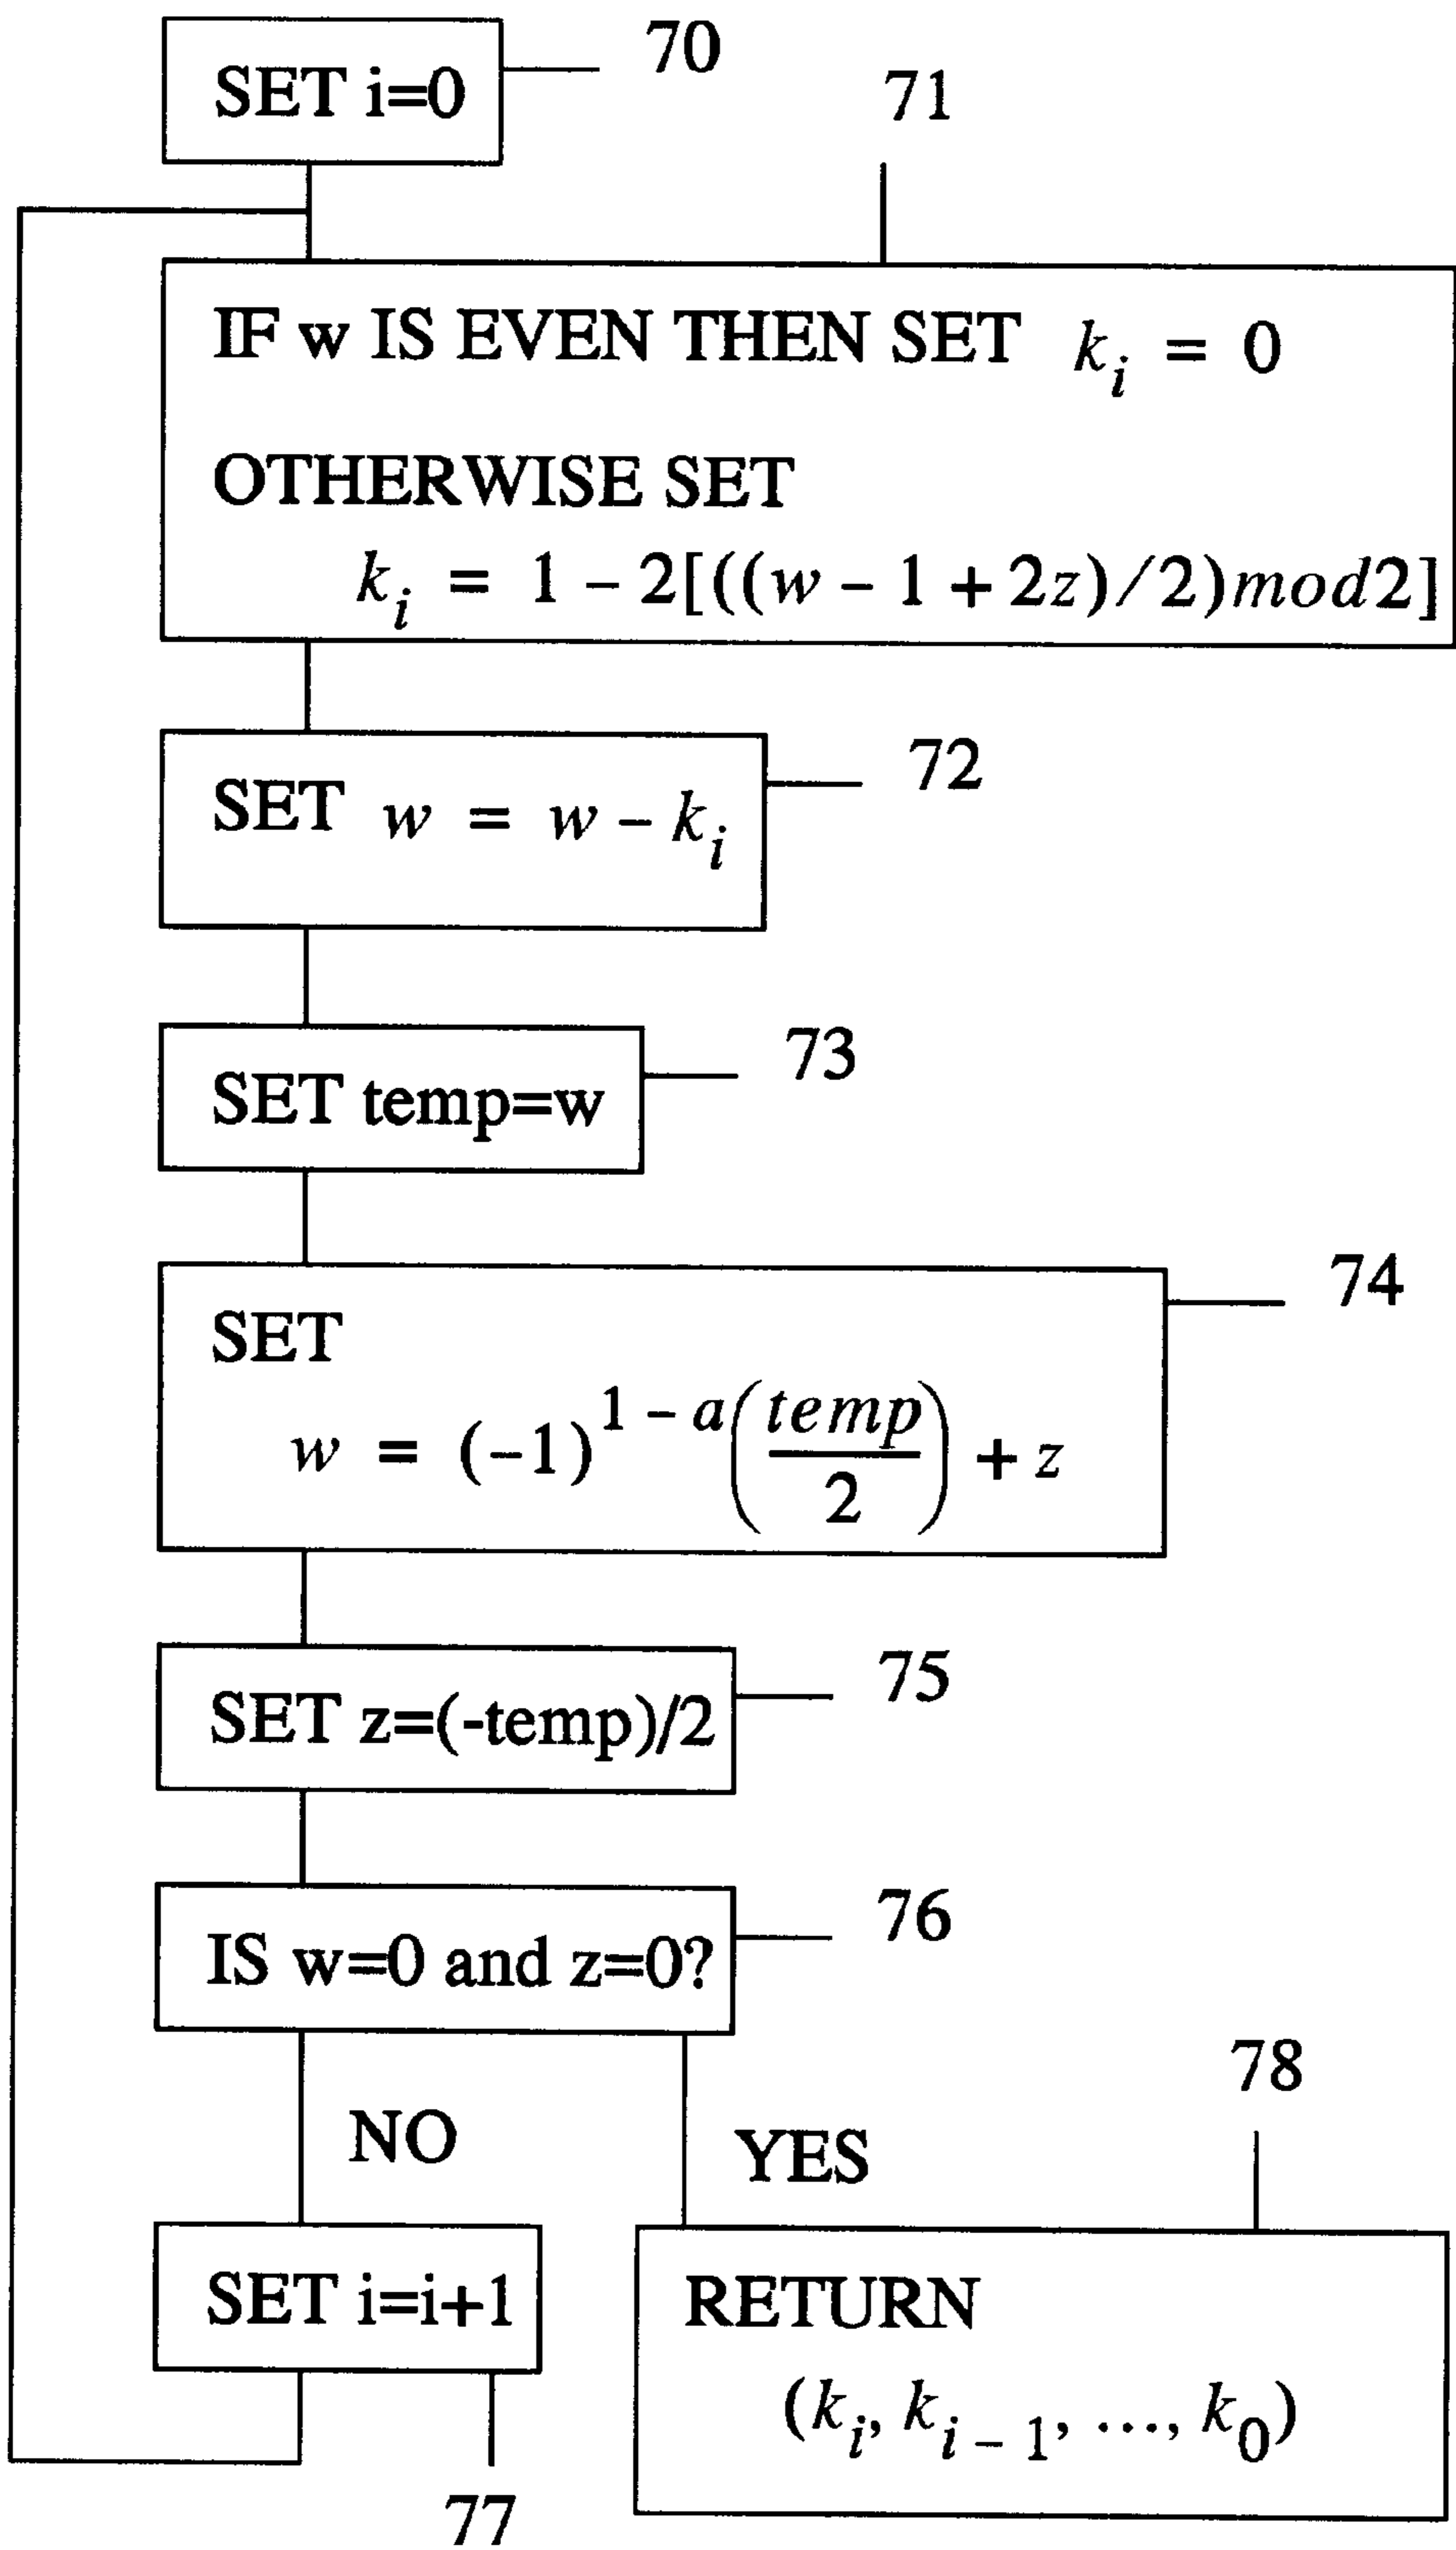 SET i=0
70
71
IF w IS EVEN THEN SET k_i = 0
OTHERWISE SET
k_i = 1 – 2[((w – 1 + 2z)/2)mod2]
SET w = w – k_i
72
SET temp=w
73
74
SET
w = (–1)^{1 – a}(temp/2) + z
SET z=(-temp)/2
75
IS w=0 and z=0?
76
NO
YES
78
SET i=i+1
77
RETURN
(k_i, k_{i – 1}, ..., k_0)